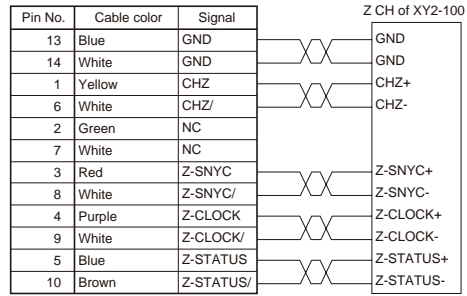 Z CH of XY2-100
Pin No. Cable color Signal
13 Blue GND GND
14 White GND GND
1 Yellow CHZ CHZ+
6 White CHZ/ CHZ-
2 Green NC
7 White NC
3 Red Z-SNYC Z-SNYC+
8 White Z-SNYC/ Z-SNYC-
4 Purple Z-CLOCK Z-CLOCK+
9 White Z-CLOCK/ Z-CLOCK-
5 Blue Z-STATUS Z-STATUS+
10 Brown Z-STATUS/ Z-STATUS-